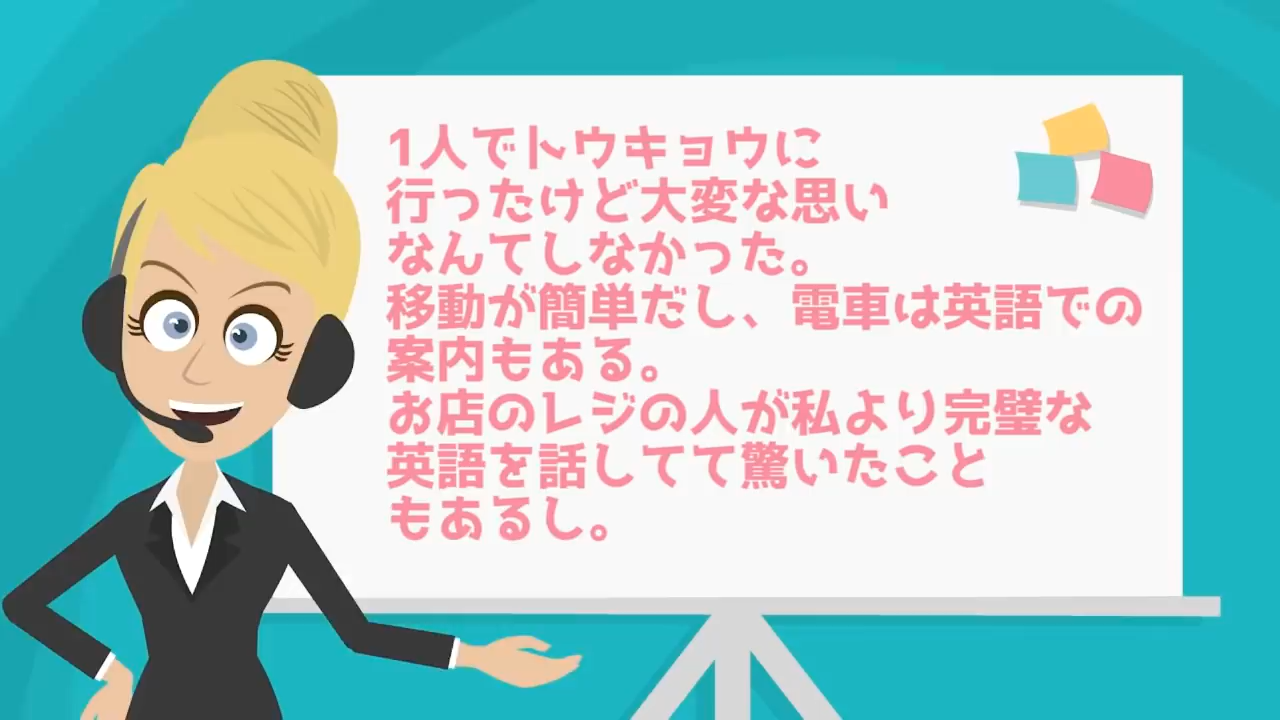 1人でトウキョウに
行ったけど大変な思い
なんてしなかった。
移動が簡単だし、電車は英語での
案内もある。
お店のレジの人が私より完璧な
英語を話してて驚いたこと
もあるし。